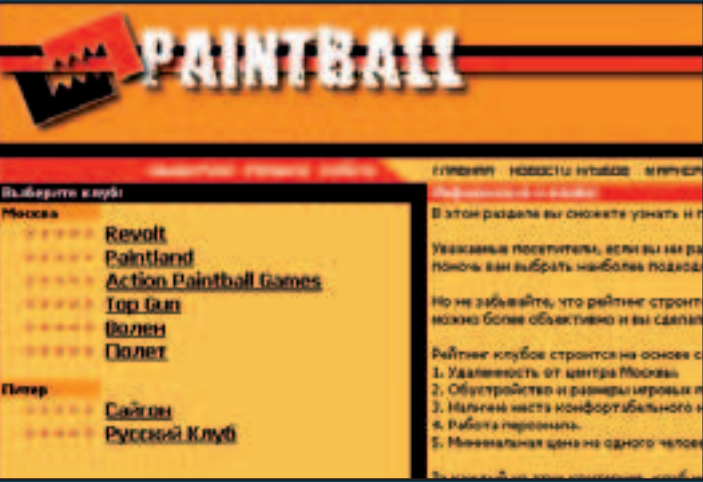 PAINTBALL
ГЛАВНАЯ НОВОСТИ КЛУБОВ
Выберите клуб:
Москва
Revolt
Paintland
Action Paintball Games
Top Gun
Волен
Полет
Питер
Сайгон
Русский Клуб
В этом разделе вы сможете узнать и
Уважаемые посетители, если вы ни ра
помочь вам выбрать наиболее подход
Но не забывайте, что рейтинг строит
можно более объективно и вы сделал
Рейтинг клубов строится на основе с
1. Удаленность от центра Москвы.
2. Обустройство и размеры игровых п
3. Наличие места комфортабельного
4. Работа персонала.
5. Минимальная цена на одного челове